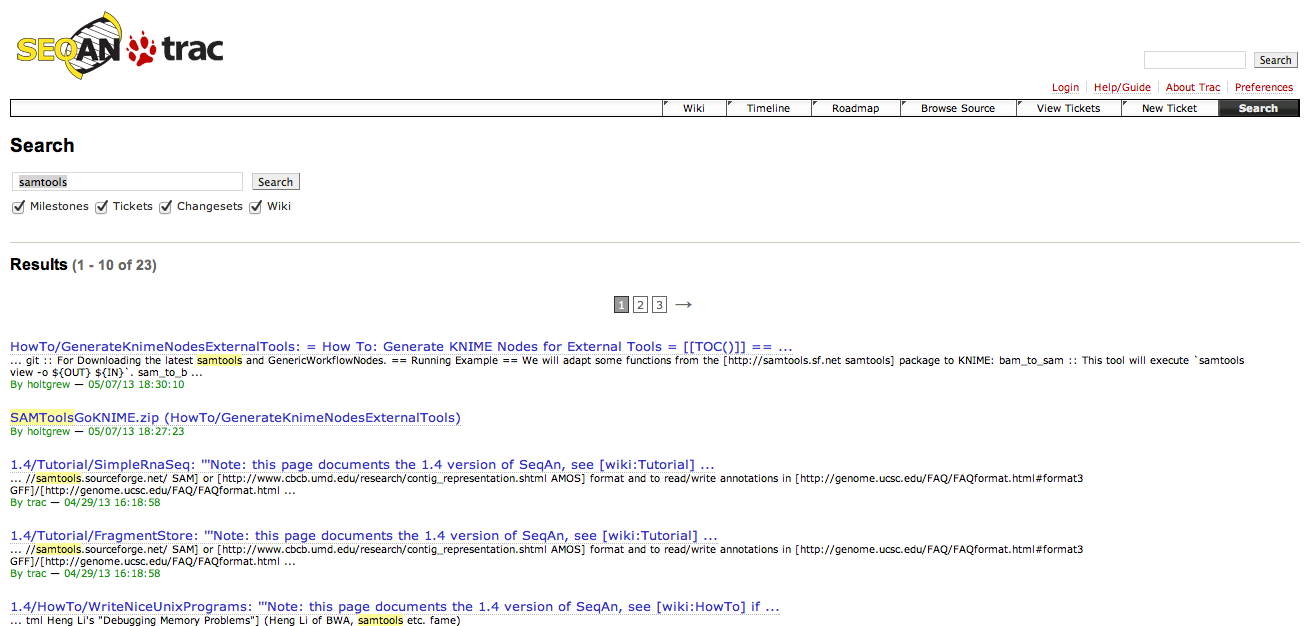 SEQAN trac
Search
Login Help/Guide About Trac Preferences
Wiki Timeline Roadmap Browse Source View Tickets New Ticket Search
Search
samtools Search
Milestones Tickets Changesets Wiki
Results (1 - 10 of 23)
1 2 3 →
HowTo/GenerateKnimeNodesExternalTools: = How To: Generate KNIME Nodes for External Tools = [[TOC()]] == ...
... git :: For Downloading the latest samtools and GenericWorkflowNodes. == Running Example == We will adapt some functions from the [http://samtools.sf.net samtools] package to KNIME: bam_to_sam :: This tool will execute `samtools
view -o ${OUT} ${IN}`. sam_to_b ...
By holtgrew — 05/07/13 18:30:10
SAMToolsGoKNIME.zip (HowTo/GenerateKnimeNodesExternalTools)
By holtgrew — 05/07/13 18:27:23
1.4/Tutorial/SimpleRnaSeq: '''Note: this page documents the 1.4 version of SeqAn, see [wiki:Tutorial] ...
... //samtools.sourceforge.net/ SAM] or [http://www.cbcb.umd.edu/research/contig_representation.shtml AMOS] format and to read/write annotations in [http://genome.ucsc.edu/FAQ/FAQformat.html#format3
GFF]/[http://genome.ucsc.edu/FAQ/FAQformat.html ...
By trac — 04/29/13 16:18:58
1.4/Tutorial/FragmentStore: '''Note: this page documents the 1.4 version of SeqAn, see [wiki:Tutorial] ...
... //samtools.sourceforge.net/ SAM] or [http://www.cbcb.umd.edu/research/contig_representation.shtml AMOS] format and to read/write annotations in [http://genome.ucsc.edu/FAQ/FAQformat.html#format3
GFF]/[http://genome.ucsc.edu/FAQ/FAQformat.html ...
By trac — 04/29/13 16:18:58
1.4/HowTo/WriteNiceUnixPrograms: '''Note: this page documents the 1.4 version of SeqAn, see [wiki:HowTo] if ...
... tml Heng Li's "Debugging Memory Problems"] (Heng Li of BWA, samtools etc. fame)